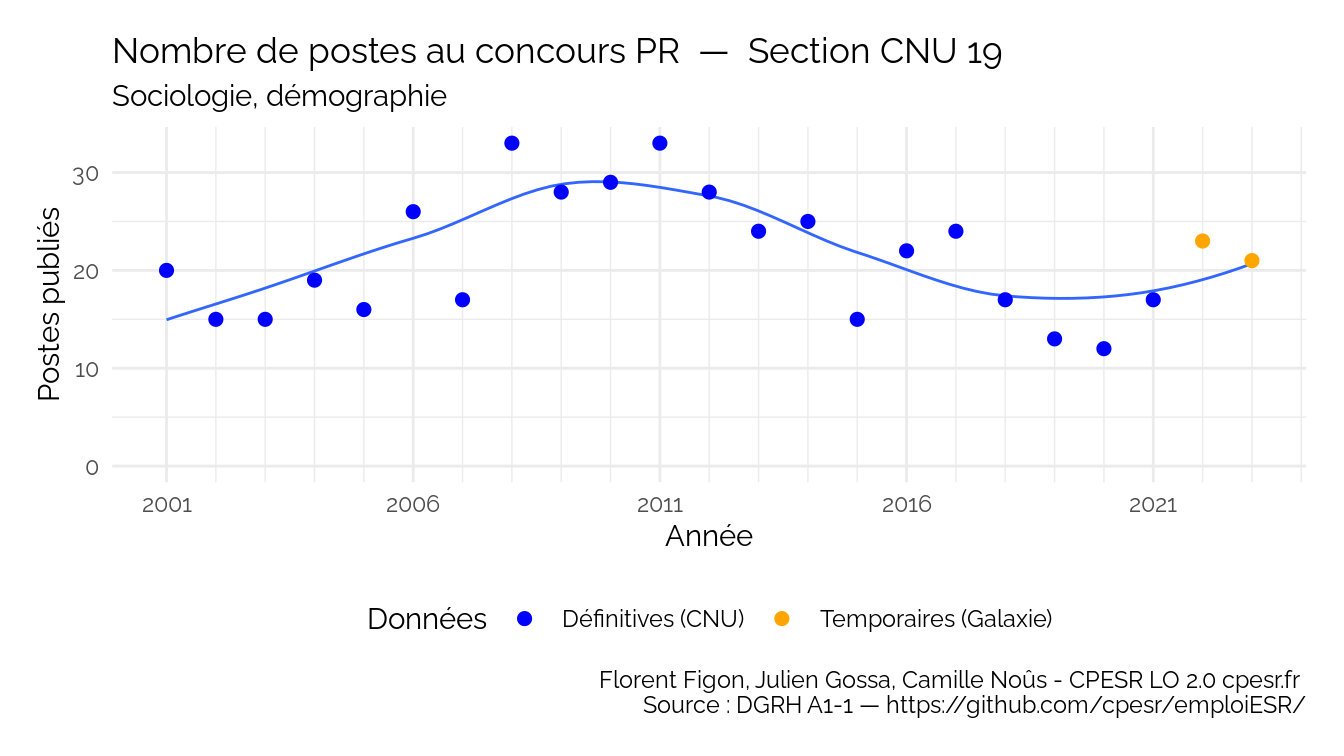 Nombre de postes au concours PR — Section CNU 19
Sociologie, démographie
Postes publiés
30
20
10
0
2001 2006 2011 2016 2021
Année
Données Définitives (CNU) Temporaires (Galaxie)
Florent Figon, Julien Gossa, Camille Noûs - CPESR LO 2.0 cpesr.fr
Source : DGRH A1-1 — https://github.com/cpesr/emploiESR/